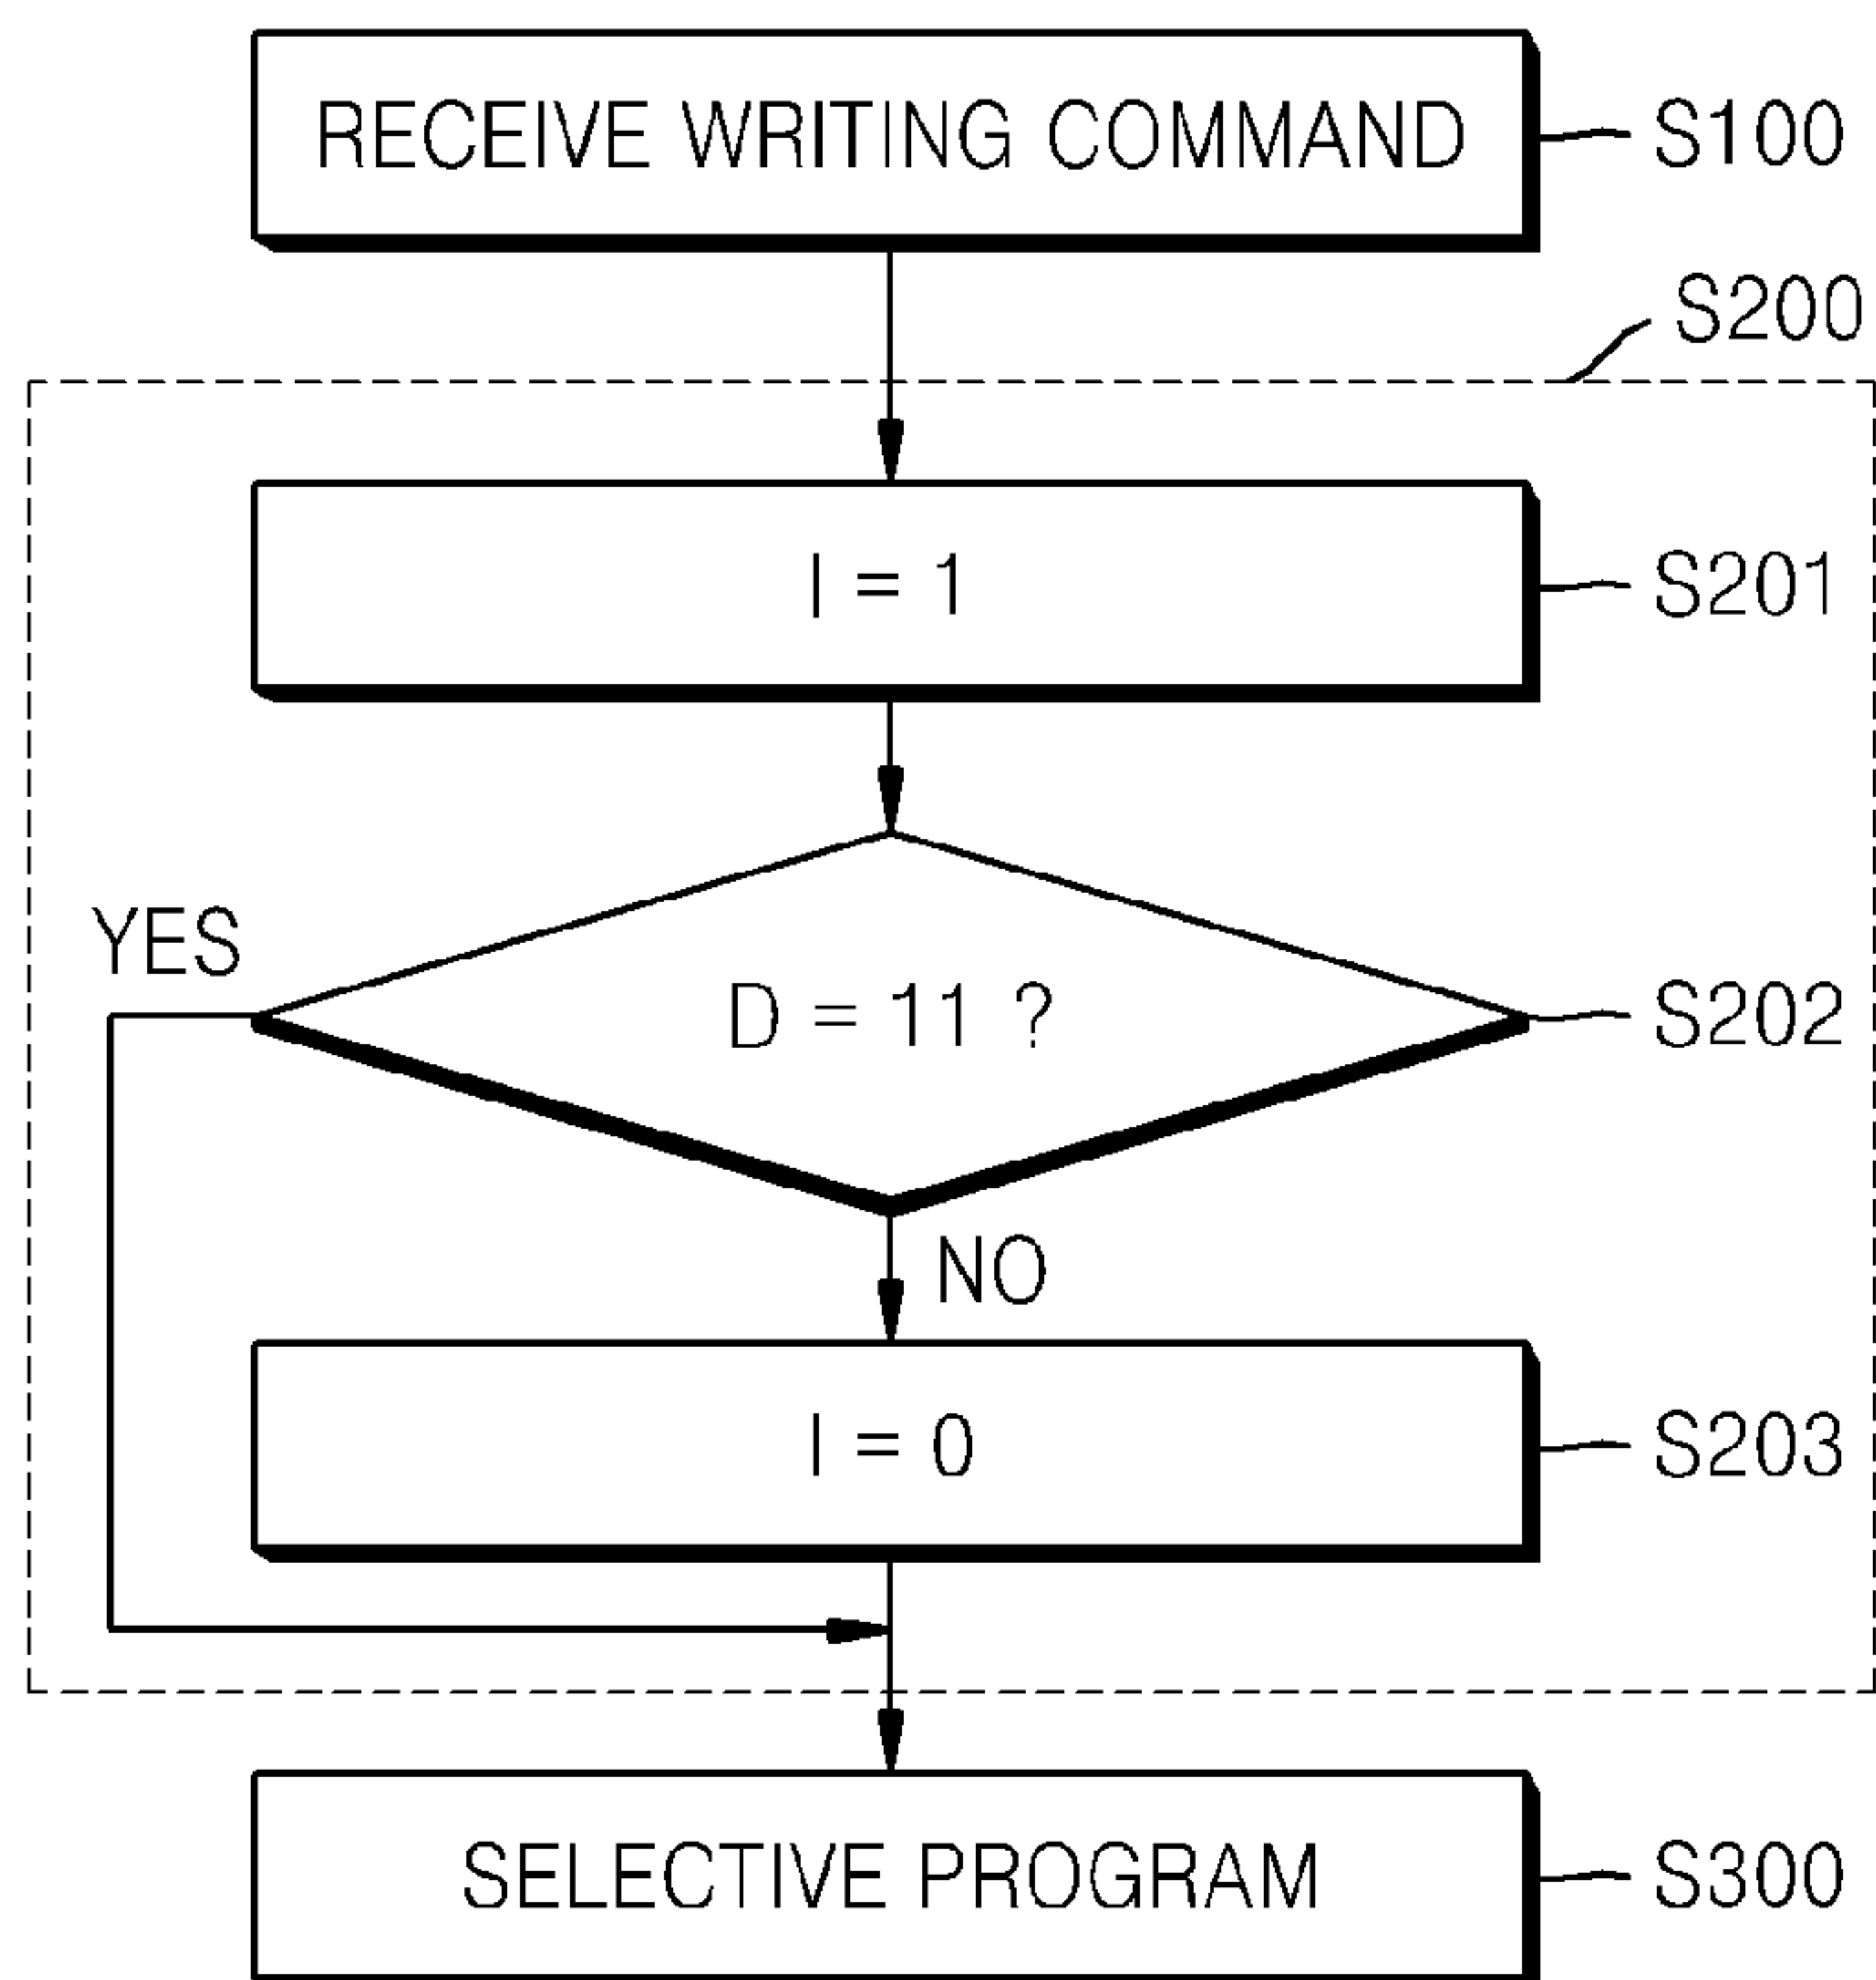 RECEIVE WRITING COMMAND S100
S200
I = 1 S201
YES
D = 11 ? S202
NO
I = 0 S203
SELECTIVE PROGRAM S300